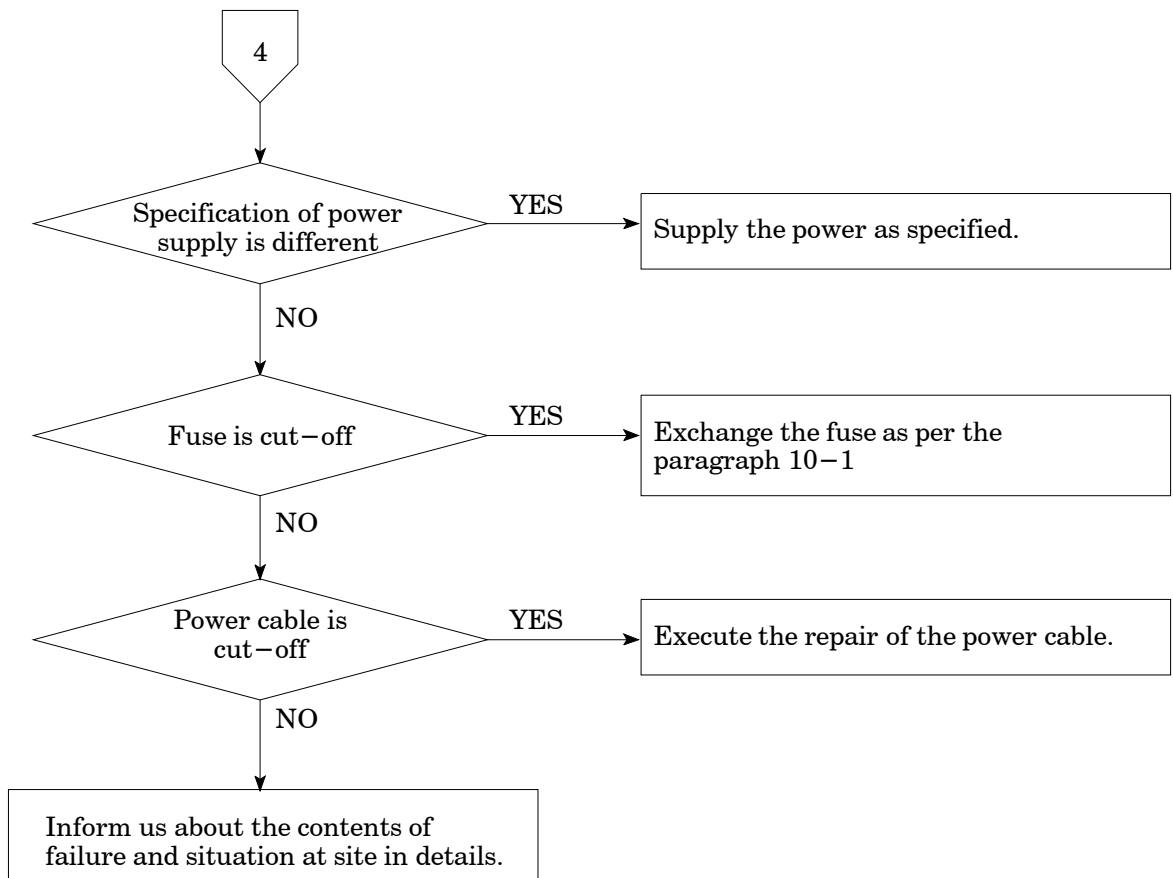 4
Specification of power
supply is different
YES
Supply the power as specified.
NO
Fuse is cut−off
YES
Exchange the fuse as per the
paragraph 10−1
NO
Power cable is
cut−off
YES
Execute the repair of the power cable.
NO
Inform us about the contents of
failure and situation at site in details.